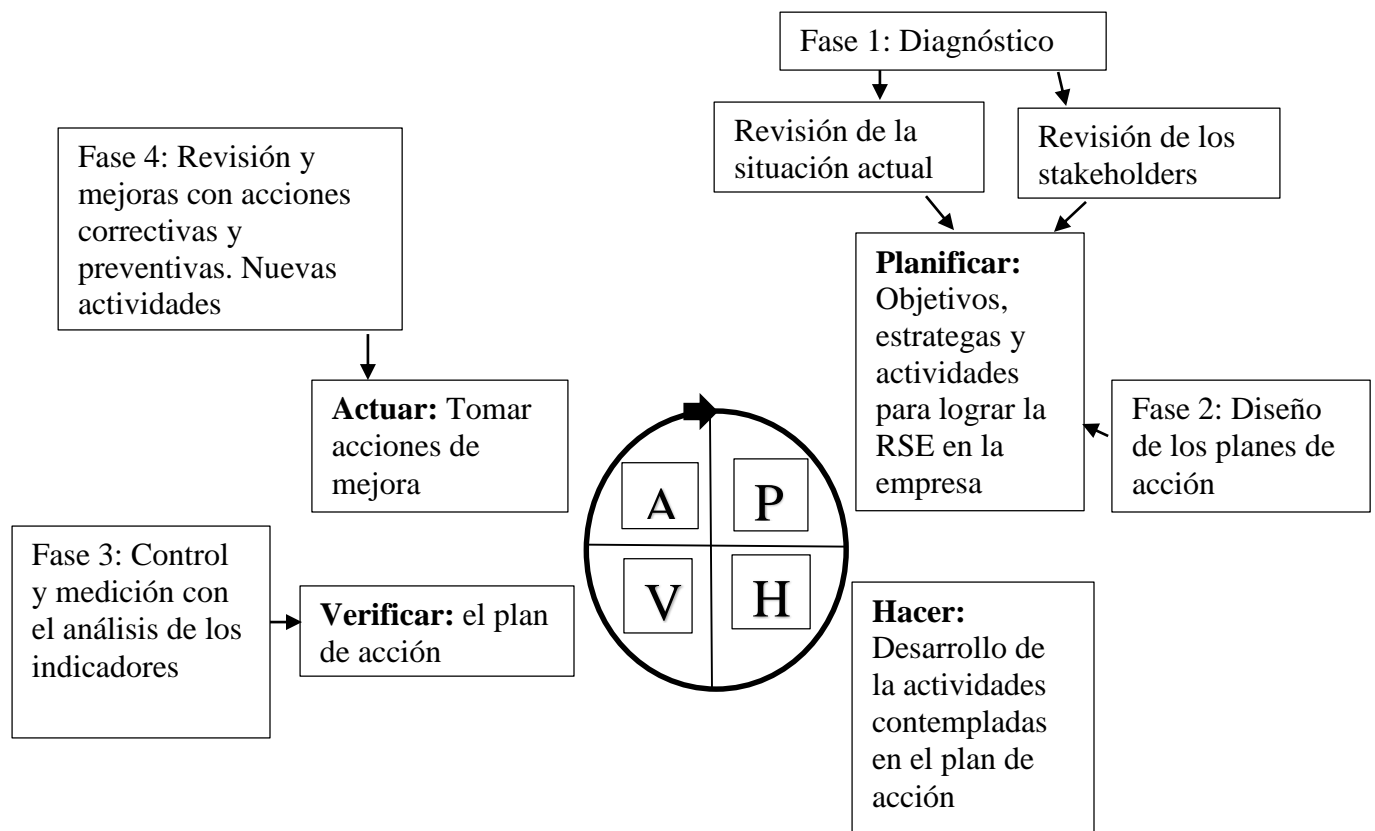 Fase 1: Diagnóstico
Revisión de la
situación actual
Revisión de los
stakeholders
Fase 4: Revisión y
mejoras con acciones
correctivas y
preventivas. Nuevas
actividades
Planificar:
Objetivos,
estrategas y
actividades
para lograr la
RSE en la
empresa
Actuar: Tomar
acciones de
mejora
Fase 2: Diseño
de los planes de
acción
A
P
V
H
Fase 3: Control
y medición con
el análisis de los
indicadores
Verificar: el plan
de acción
Hacer:
Desarrollo de
la actividades
contempladas
en el plan de
acción